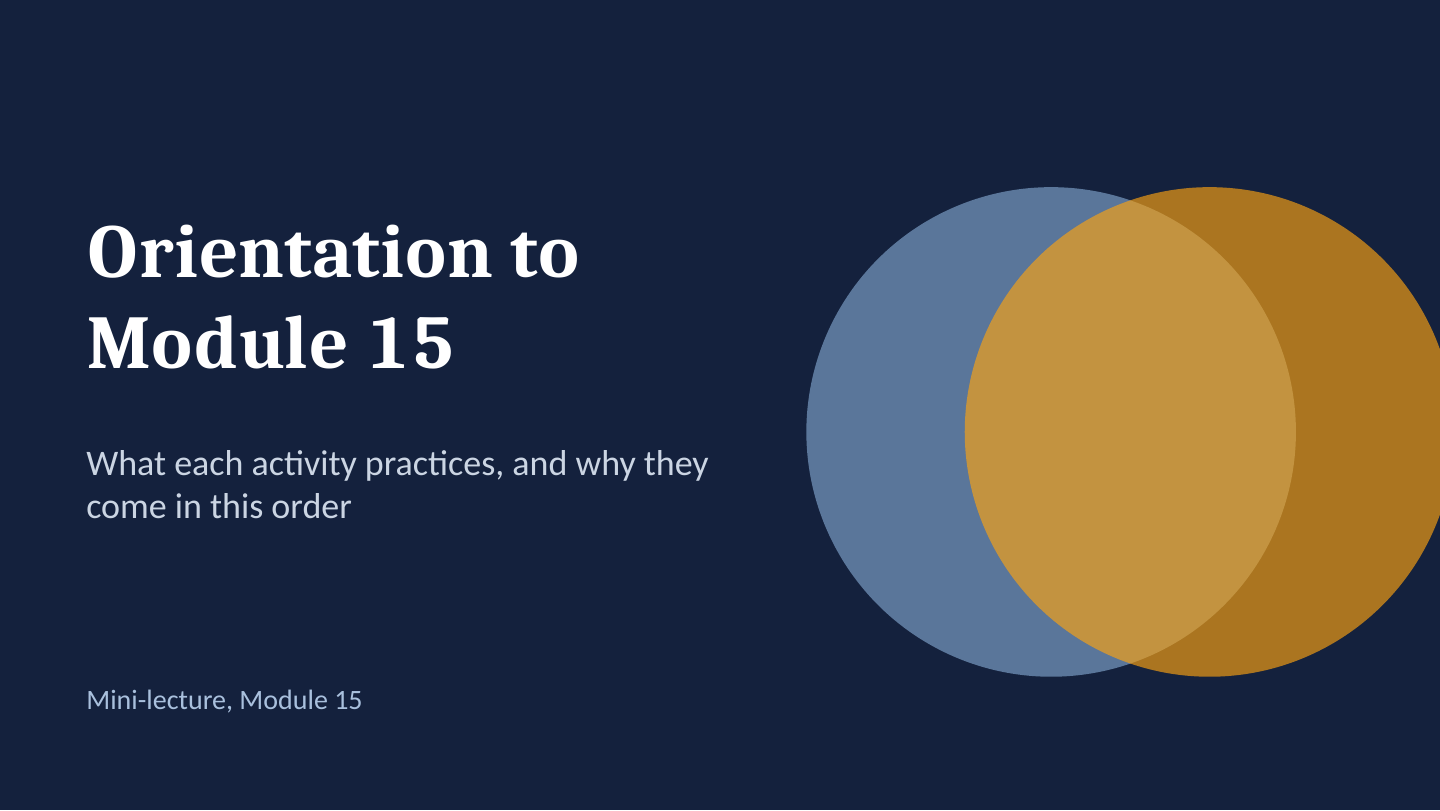 Orientation to
Module 15
What each activity practices, and why they
come in this order
Mini-lecture, Module 15